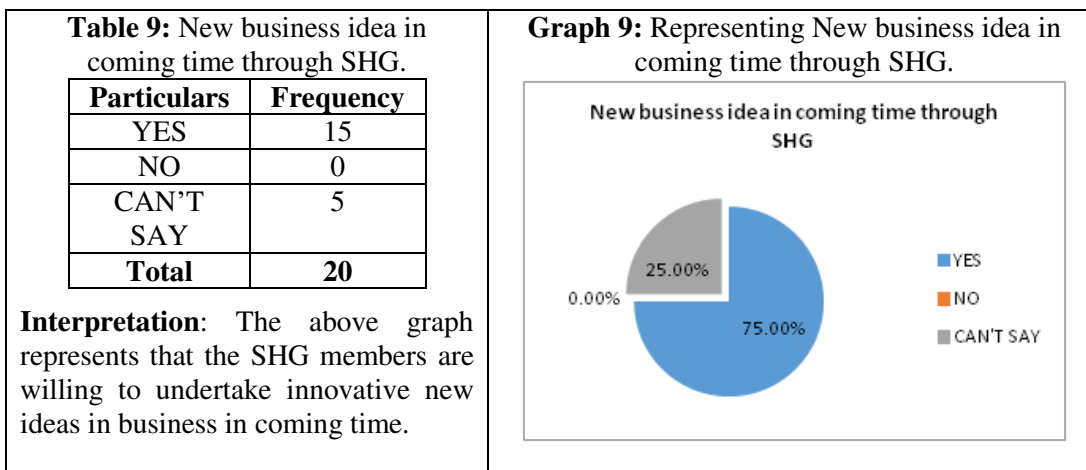 Table 9: New business idea in
coming time through SHG.
Particulars Frequency
YES 15
NO 0
CAN'T 5
SAY
Total 20
Interpretation: The above graph
represents that the SHG members are
willing to undertake innovative new
ideas in business in coming time.
Graph 9: Representing New business idea in
coming time through SHG.
New business idea in coming time through
SHG
25.00%
0.00%
75.00%
YES
NO
CAN'T SAY